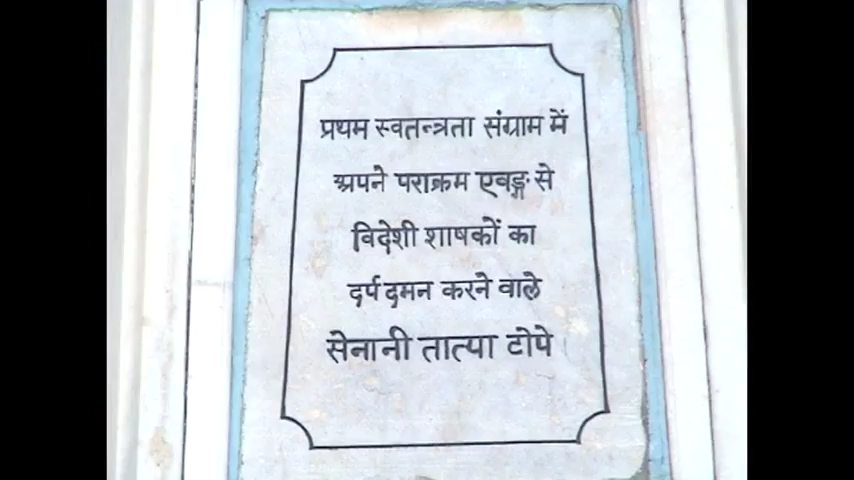 प्रथम स्वतन्त्रता संग्राम में
अपने पराक्रम एवङ्ग से
विदेशी शाषकों का
दर्प दमन करने वाले
सेनानी तात्या टोपे